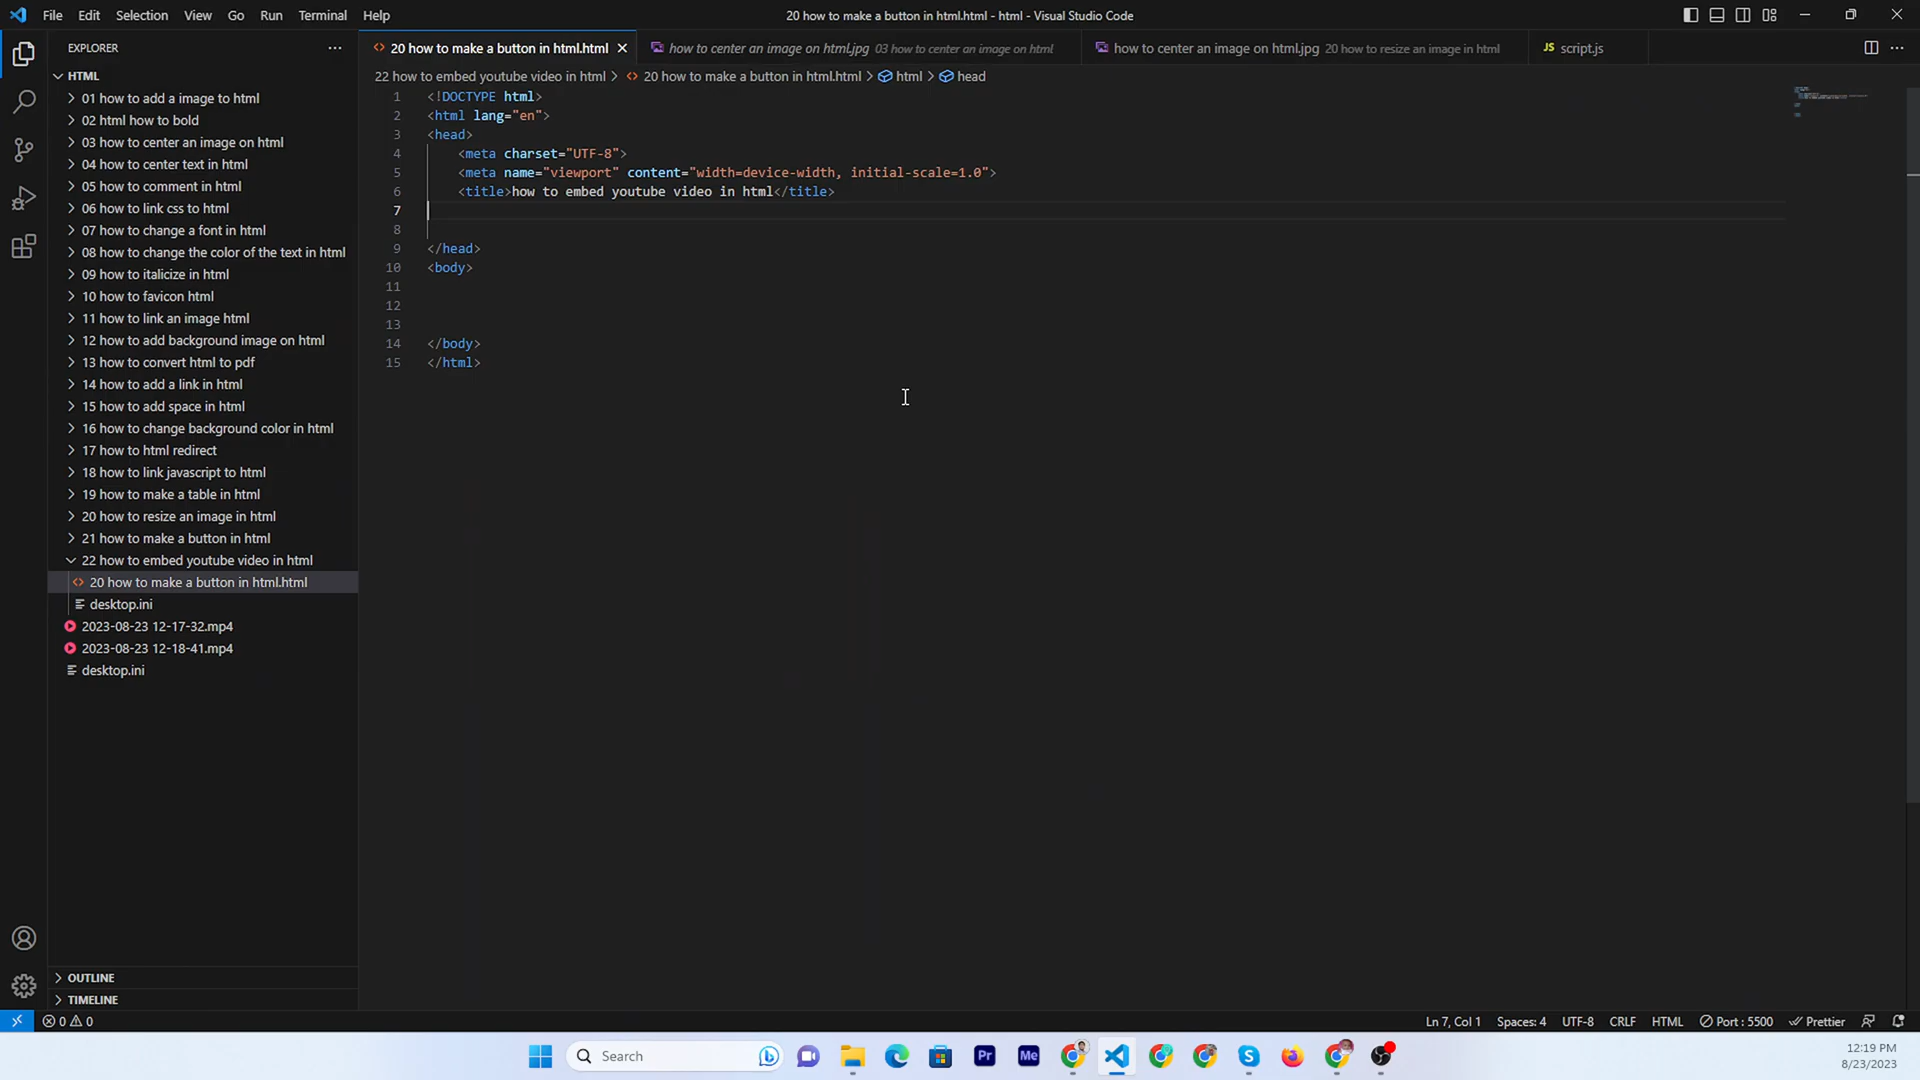 File Edit Selection View Go Run Terminal Help
20 how to make a button in html.html - html - Visual Studio Code
EXPLORER
HTML
01 how to add a image to html
02 html how to bold
03 how to center an image on html
04 how to center text in html
05 how to comment in html
06 how to link css to html
07 how to change a font in html
08 how to change the color of the text in html
09 how to italicize in html
10 how to favicon html
11 how to link an image html
12 how to add background image on html
13 how to convert html to pdf
14 how to add a link in html
15 how to add space in html
16 how to change background color in html
17 how to html redirect
18 how to link javascript to html
19 how to make a table in html
20 how to resize an image in html
21 how to make a button in html
22 how to embed youtube video in html
20 how to make a button in html.html
desktop.ini
2023-08-23 12-17-32.mp4
2023-08-23 12-18-41.mp4
desktop.ini
OUTLINE
TIMELINE
20 how to make a button in html.html
how to center an image on html.jpg 03 how to center an image on html
how to center an image on html.jpg 20 how to resize an image in html
JS script.js
22 how to embed youtube video in html > 20 how to make a button in html.html > html > head
1 <!DOCTYPE html>
2 <html lang="en">
3 <head>
4 <meta charset="UTF-8">
5 <meta name="viewport" content="width=device-width, initial-scale=1.0">
6 <title>how to embed youtube video in html</title>
7
8
9 </head>
10 <body>
11
12
13
14 </body>
15 </html>
0 0
Ln 7, Col 1 Spaces: 4 UTF-8 CRLF HTML Port : 5500 Prettier
Search
Pr
Me
12:19 PM
8/23/2023